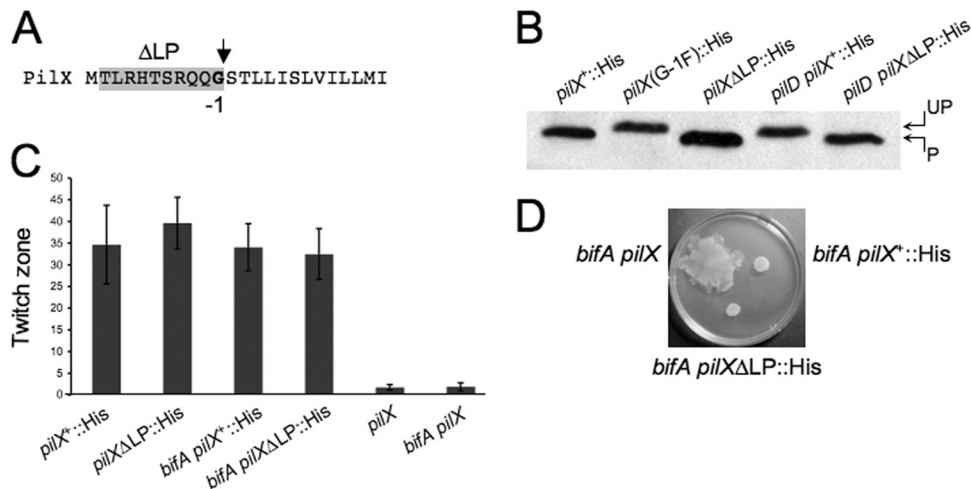 A
ΔLP
PilX MTLRHTSRQQGSTLLISLVILLMI
-1
B
pilX⁺::His
pilX(G-1F)::His
pilXΔLP::His
pilD pilX⁺::His
pilD pilXΔLP::His
UP
P
C
Twitch zone
50
45
40
35
30
25
20
15
10
5
0
pilX⁺::His
pilXΔLP::His
bifA pilX⁺::His
bifA pilXΔLP::His
pilX
bifA pilX
D
bifA pilX
bifA pilX⁺::His
bifA pilXΔLP::His